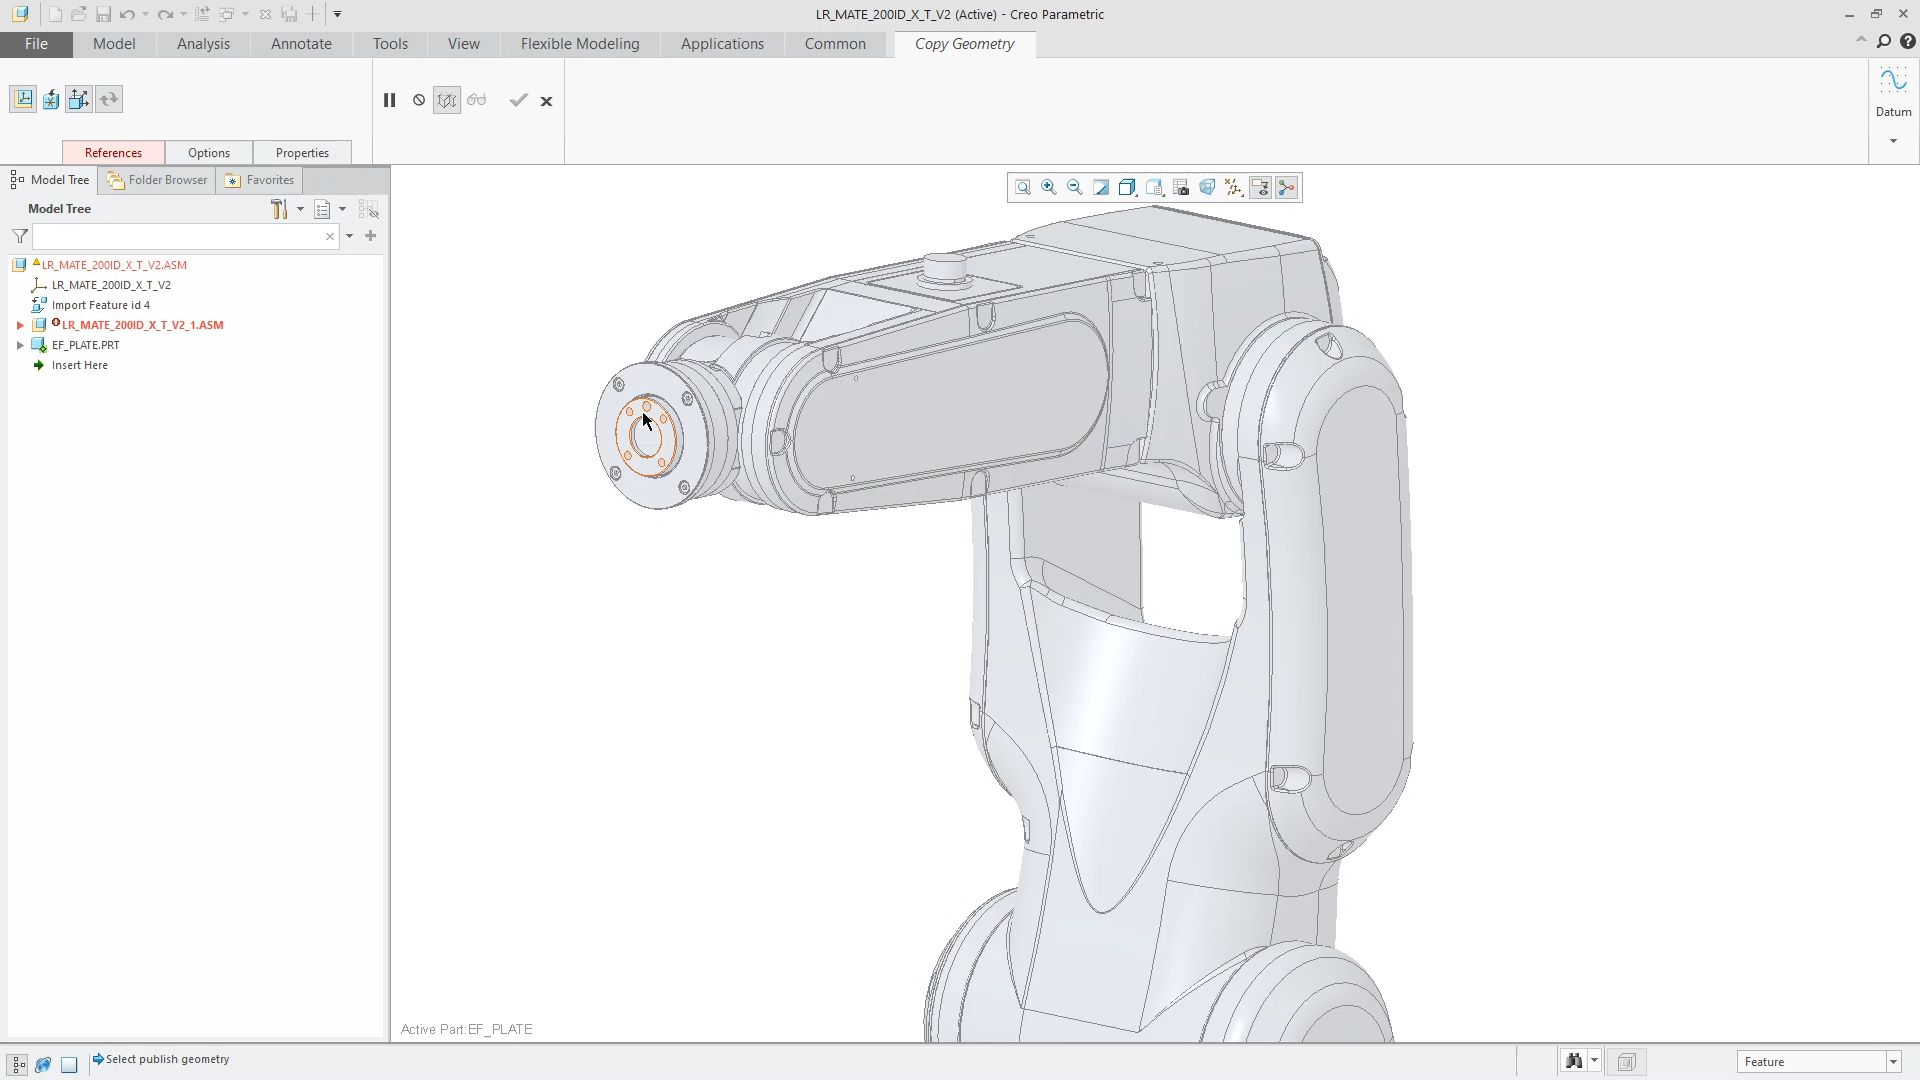 LR_MATE_200ID_X_T_V2 (Active) - Creo Parametric
File
Model
Analysis
Annotate
Tools
View
Flexible Modeling
Applications
Common
Copy Geometry
Datum
References
Options
Properties
Model Tree
Folder Browser
Favorites
Model Tree
LR_MATE_200ID_X_T_V2.ASM
LR_MATE_200ID_X_T_V2
Import Feature id 4
LR_MATE_200ID_X_T_V2_1.ASM
EF_PLATE.PRT
Insert Here
Active Part:EF_PLATE
Select publish geometry
Feature